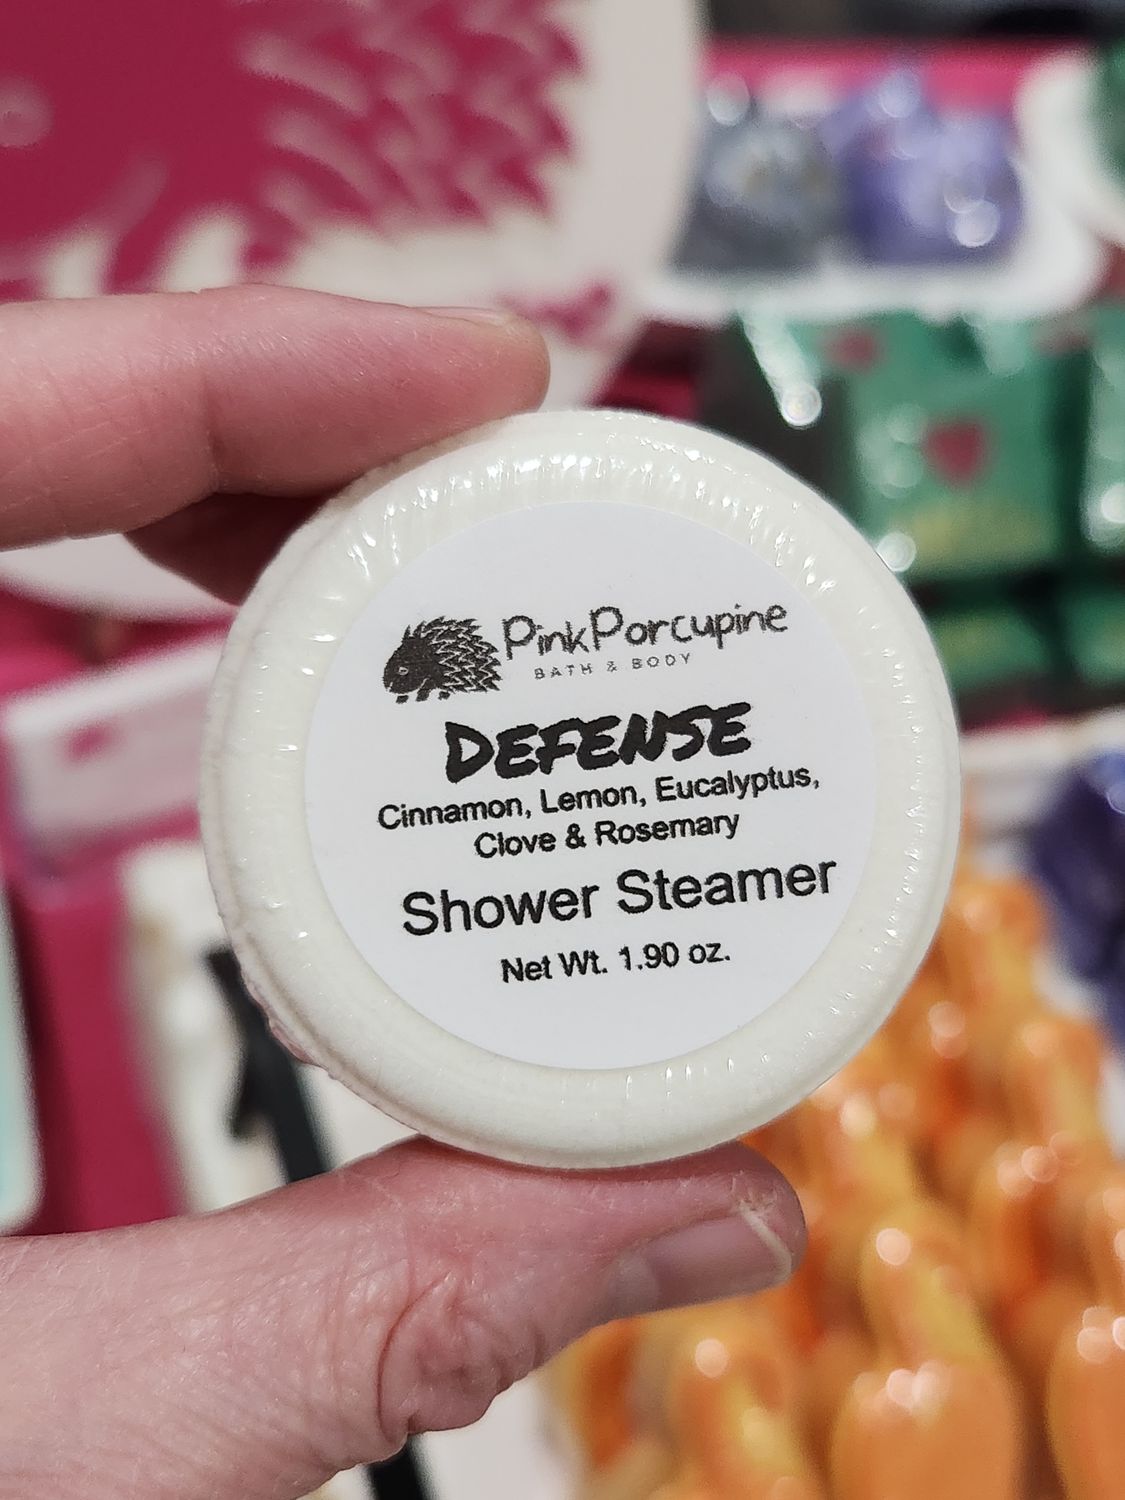 PinkPorcupine
BATH & BODY
DEFENSE
Cinnamon, Lemon, Eucalyptus,
Clove & Rosemary
Shower Steamer
Net Wt. 1.90 oz.